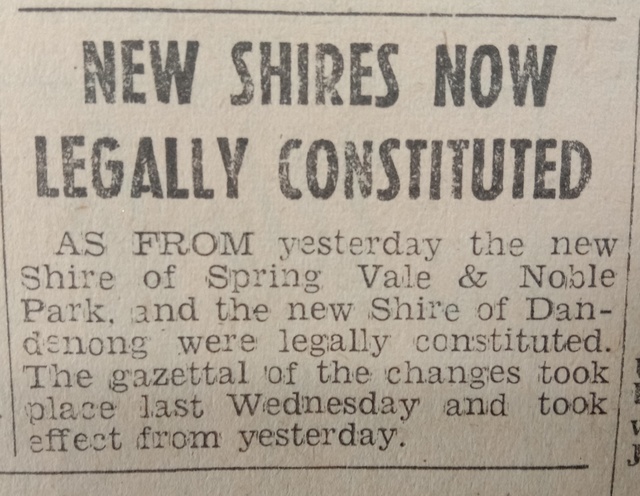 NEW SHIRES NOW
LEGALLY CONSTITUTED
AS FROM yesterday the new
Shire of Spring Vale & Noble
Park, and the new Shire of Dan-
denong were legally constituted.
The gazettal of the changes took
place last Wednesday and took
effect from yesterday.